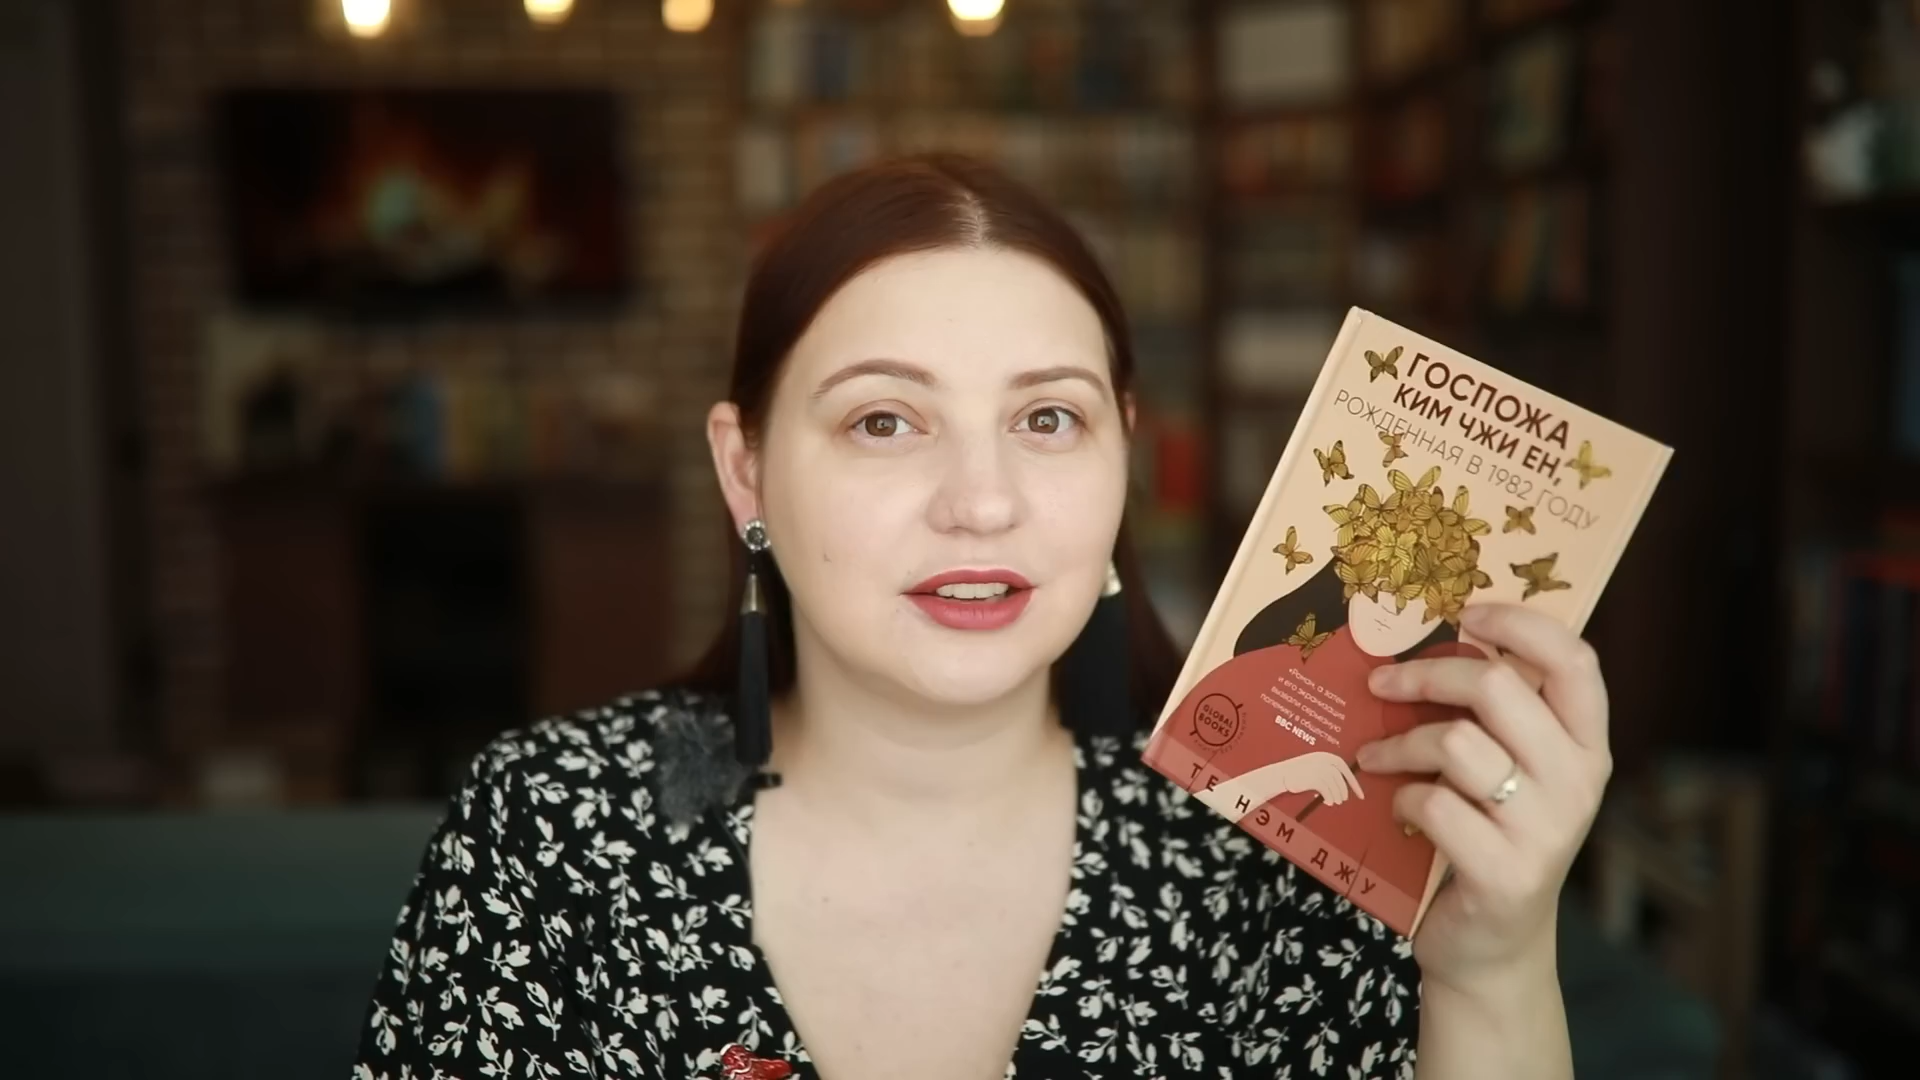 ГОСПОЖА
КИМ ЧЖИ ЕН,
РОЖДЕННАЯ В 1982 ГОДУ
«Роман, а затем
и его экранизация
вызвали серьезную
полемику в обществе».
BBC NEWS
GLOBAL
BOOKS
ТЕ НЭМ ДЖУ